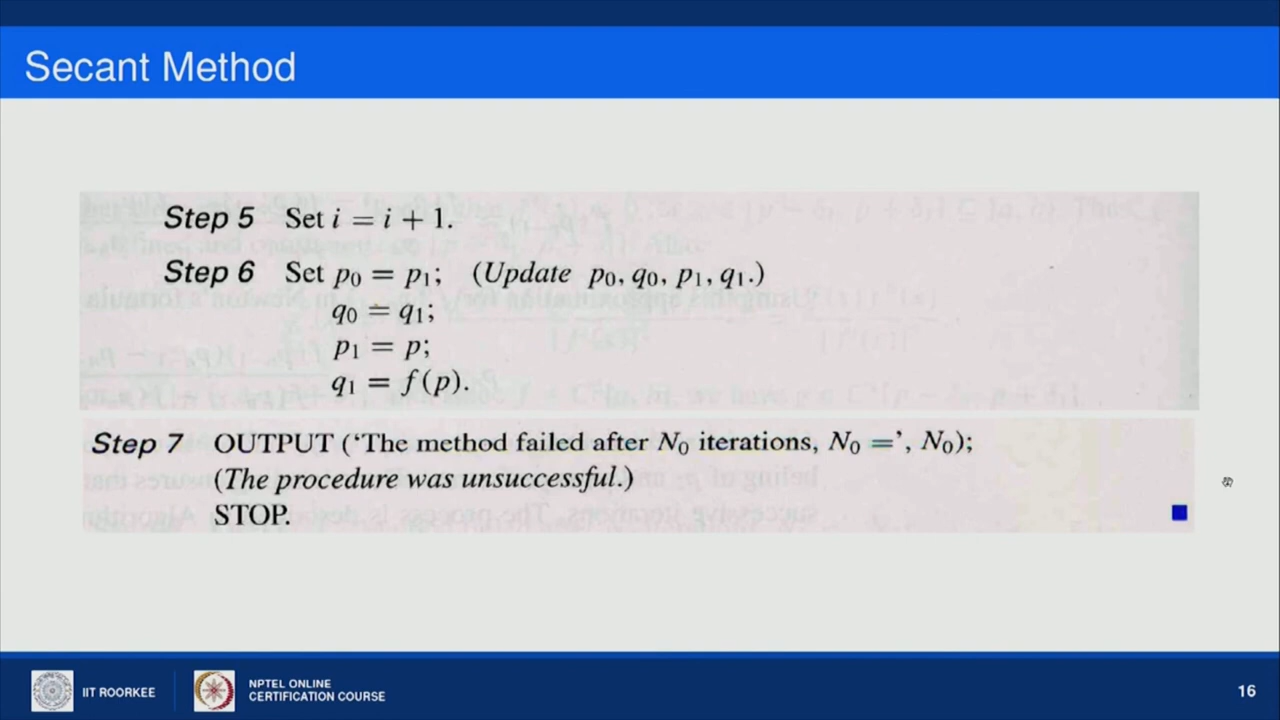 Secant Method
Step 5 Set i = i + 1.
Step 6 Set p₀ = p₁; (Update p₀, q₀, p₁, q₁.)
q₀ = q₁;
p₁ = p;
q₁ = f(p).
Step 7 OUTPUT ('The method failed after N₀ iterations, N₀ =', N₀);
(The procedure was unsuccessful.)
STOP.
IIT ROORKEE
NPTEL ONLINE
CERTIFICATION COURSE
16